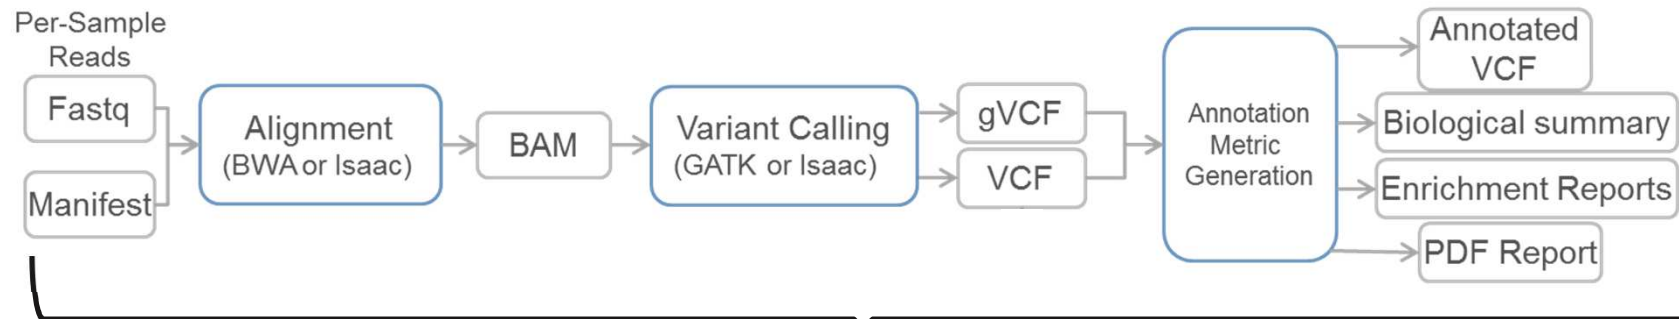 Per-Sample
Reads
Fastq
Manifest
Alignment
(BWA or Isaac)
BAM
Variant Calling
(GATK or Isaac)
gVCF
VCF
Annotation
Metric
Generation
Annotated
VCF
Biological summary
Enrichment Reports
PDF Report